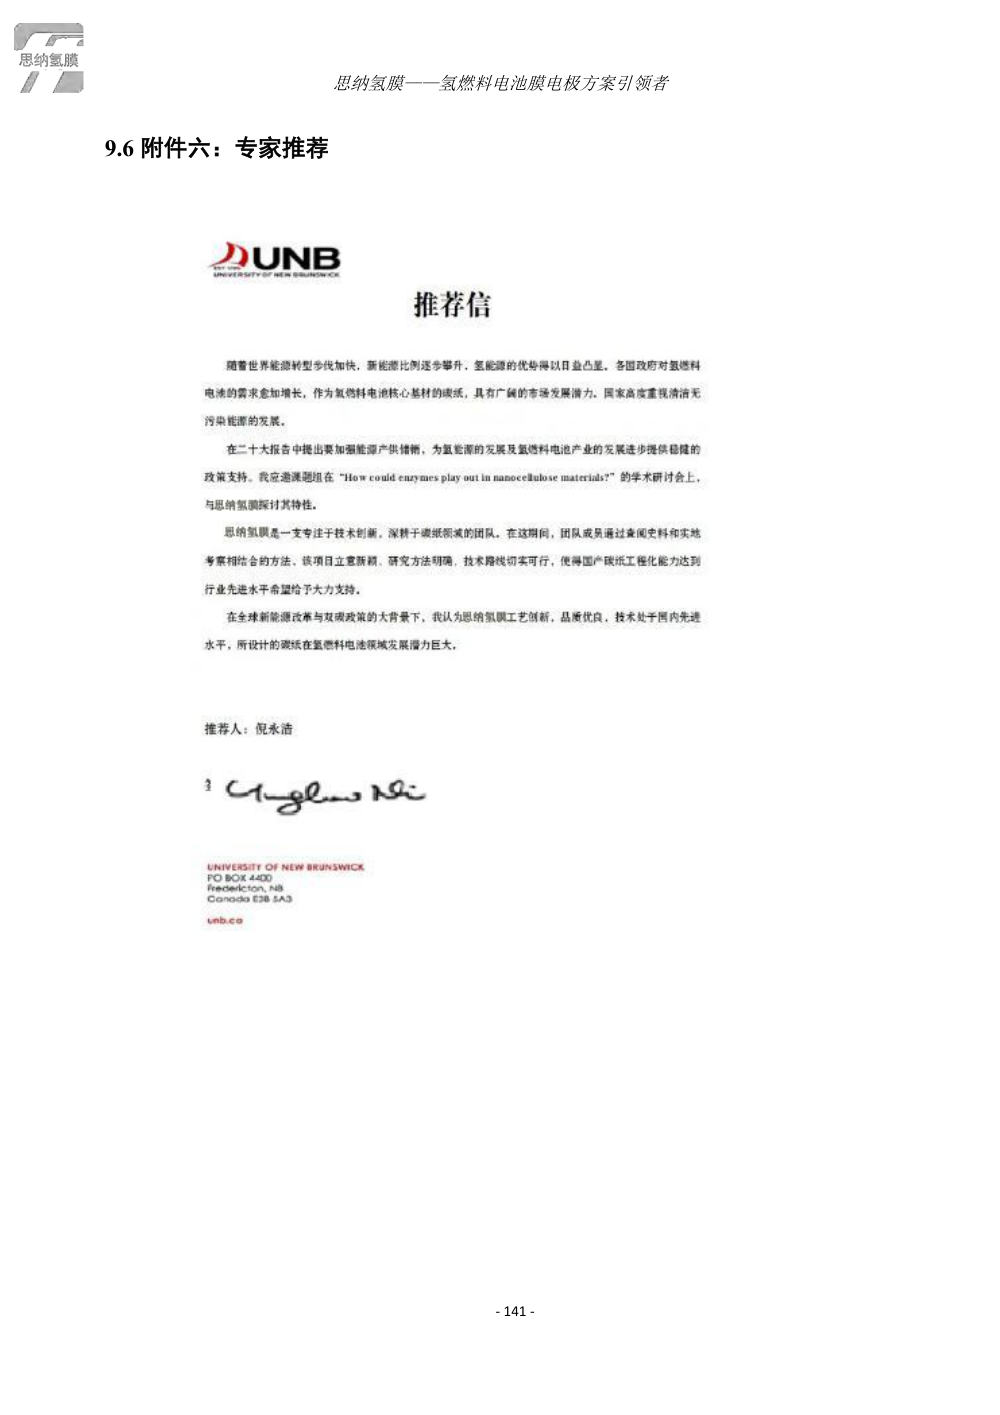 思纳氢膜
思纳氢膜——氢燃料电池膜电极方案引领者
9.6 附件六：专家推荐
UNB
EST. 1785
UNIVERSITY OF NEW BRUNSWICK
推荐信
随着世界能源转型步伐加快，新能源比例逐步攀升，氢能源的优势得以日益凸显。各国政府对氢燃料
电池的需求愈加增长，作为氢燃料电池核心基材的碳纸，具有广阔的市场发展潜力。国家高度重视清洁无
污染能源的发展。
在二十大报告中提出要加强能源产供储销，为氢能源的发展及氢燃料电池产业的发展进步提供稳健的
政策支持。我应邀课题组在“How could enzymes play out in nanocellulose materials?”的学术研讨会上，
与思纳氢膜探讨其特性。
思纳氢膜是一支专注于技术创新，深耕于碳纸领域的团队。在这期间，团队成员通过查阅史料和实地
考察相结合的方法，该项目立意新颖、研究方法明确、技术路线切实可行，使得国产碳纸工程化能力达到
行业先进水平希望给予大力支持。
在全球新能源改革与双碳政策的大背景下，我认为思纳氢膜工艺创新，品质优良，技术处于国内先进
水平，所设计的碳纸在氢燃料电池领域发展潜力巨大。
推荐人：倪永浩
Yonghao Ni
UNIVERSITY OF NEW BRUNSWICK
PO BOX 4400
Fredericton, NB
Canada E3B 5A3
unb.ca
- 141 -